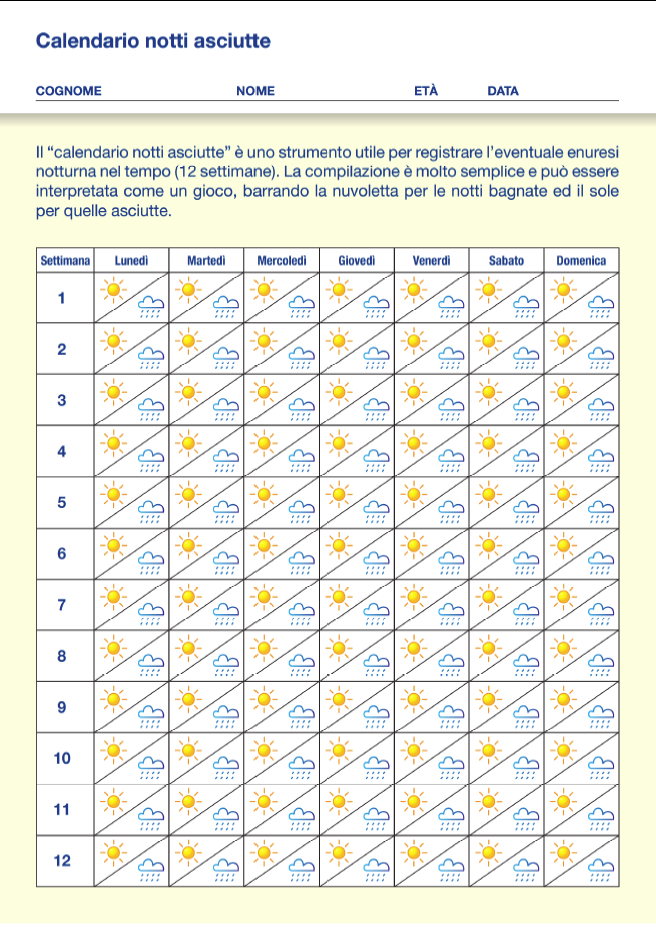 Calendario notti asciutte
COGNOME NOME ETÀ DATA
Il “calendario notti asciutte” è uno strumento utile per registrare l’eventuale enuresi
notturna nel tempo (12 settimane). La compilazione è molto semplice e può essere
interpretata come un gioco, barrando la nuvoletta per le notti bagnate ed il sole
per quelle asciutte.
Settimana Lunedì Martedì Mercoledì Giovedì Venerdì Sabato Domenica
1
2
3
4
5
6
7
8
9
10
11
12